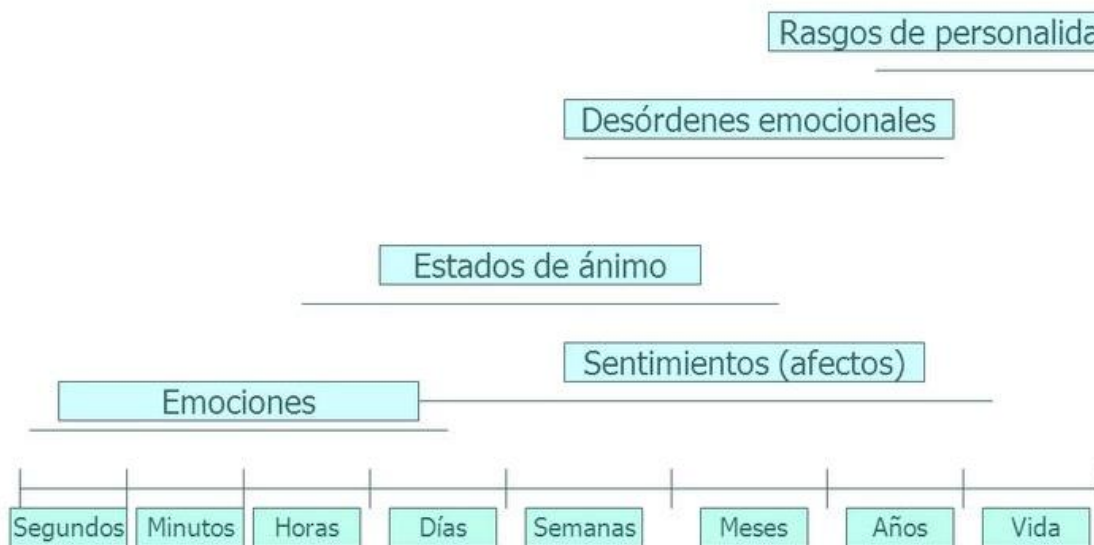 Rasgos de personalida
Desórdenes emocionales
Estados de ánimo
Sentimientos (afectos)
Emociones
Segundos Minutos Horas Días Semanas Meses Años Vida